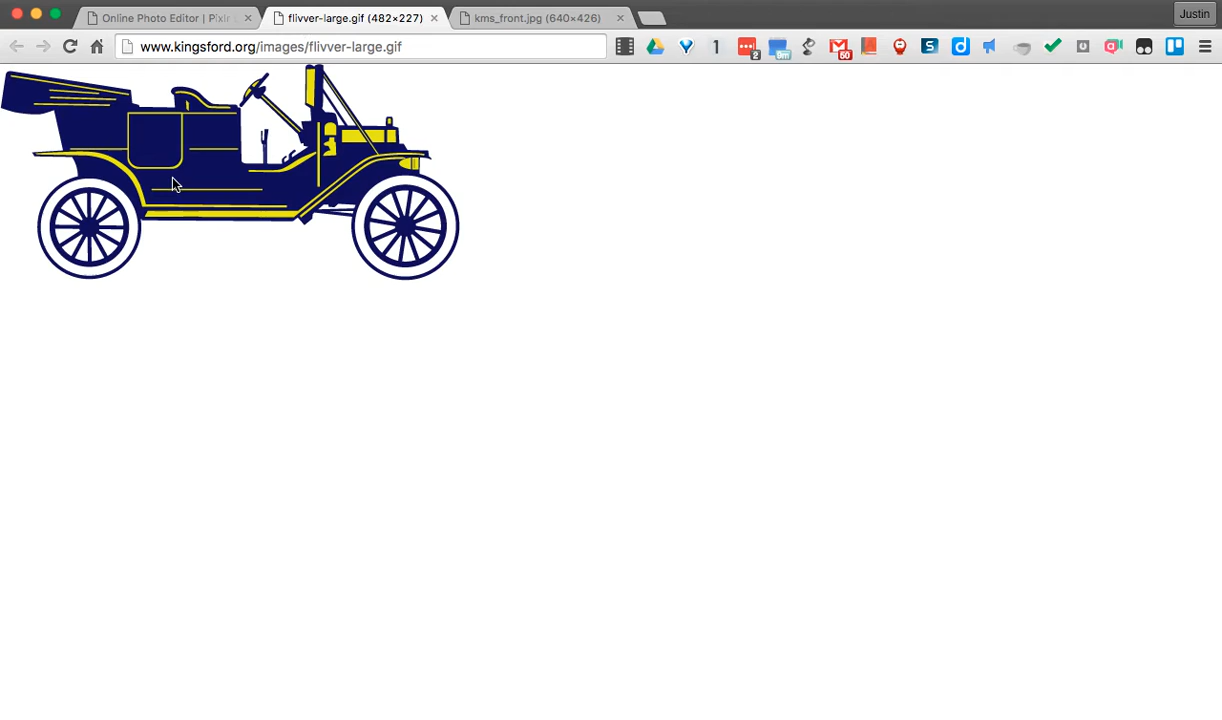 Online Photo Editor | Pixlr
flivver-large.gif (482×227)
kms_front.jpg (640×426)
Justin
www.kingsford.org/images/flivver-large.gif
1
2
9m
60
S
d
a